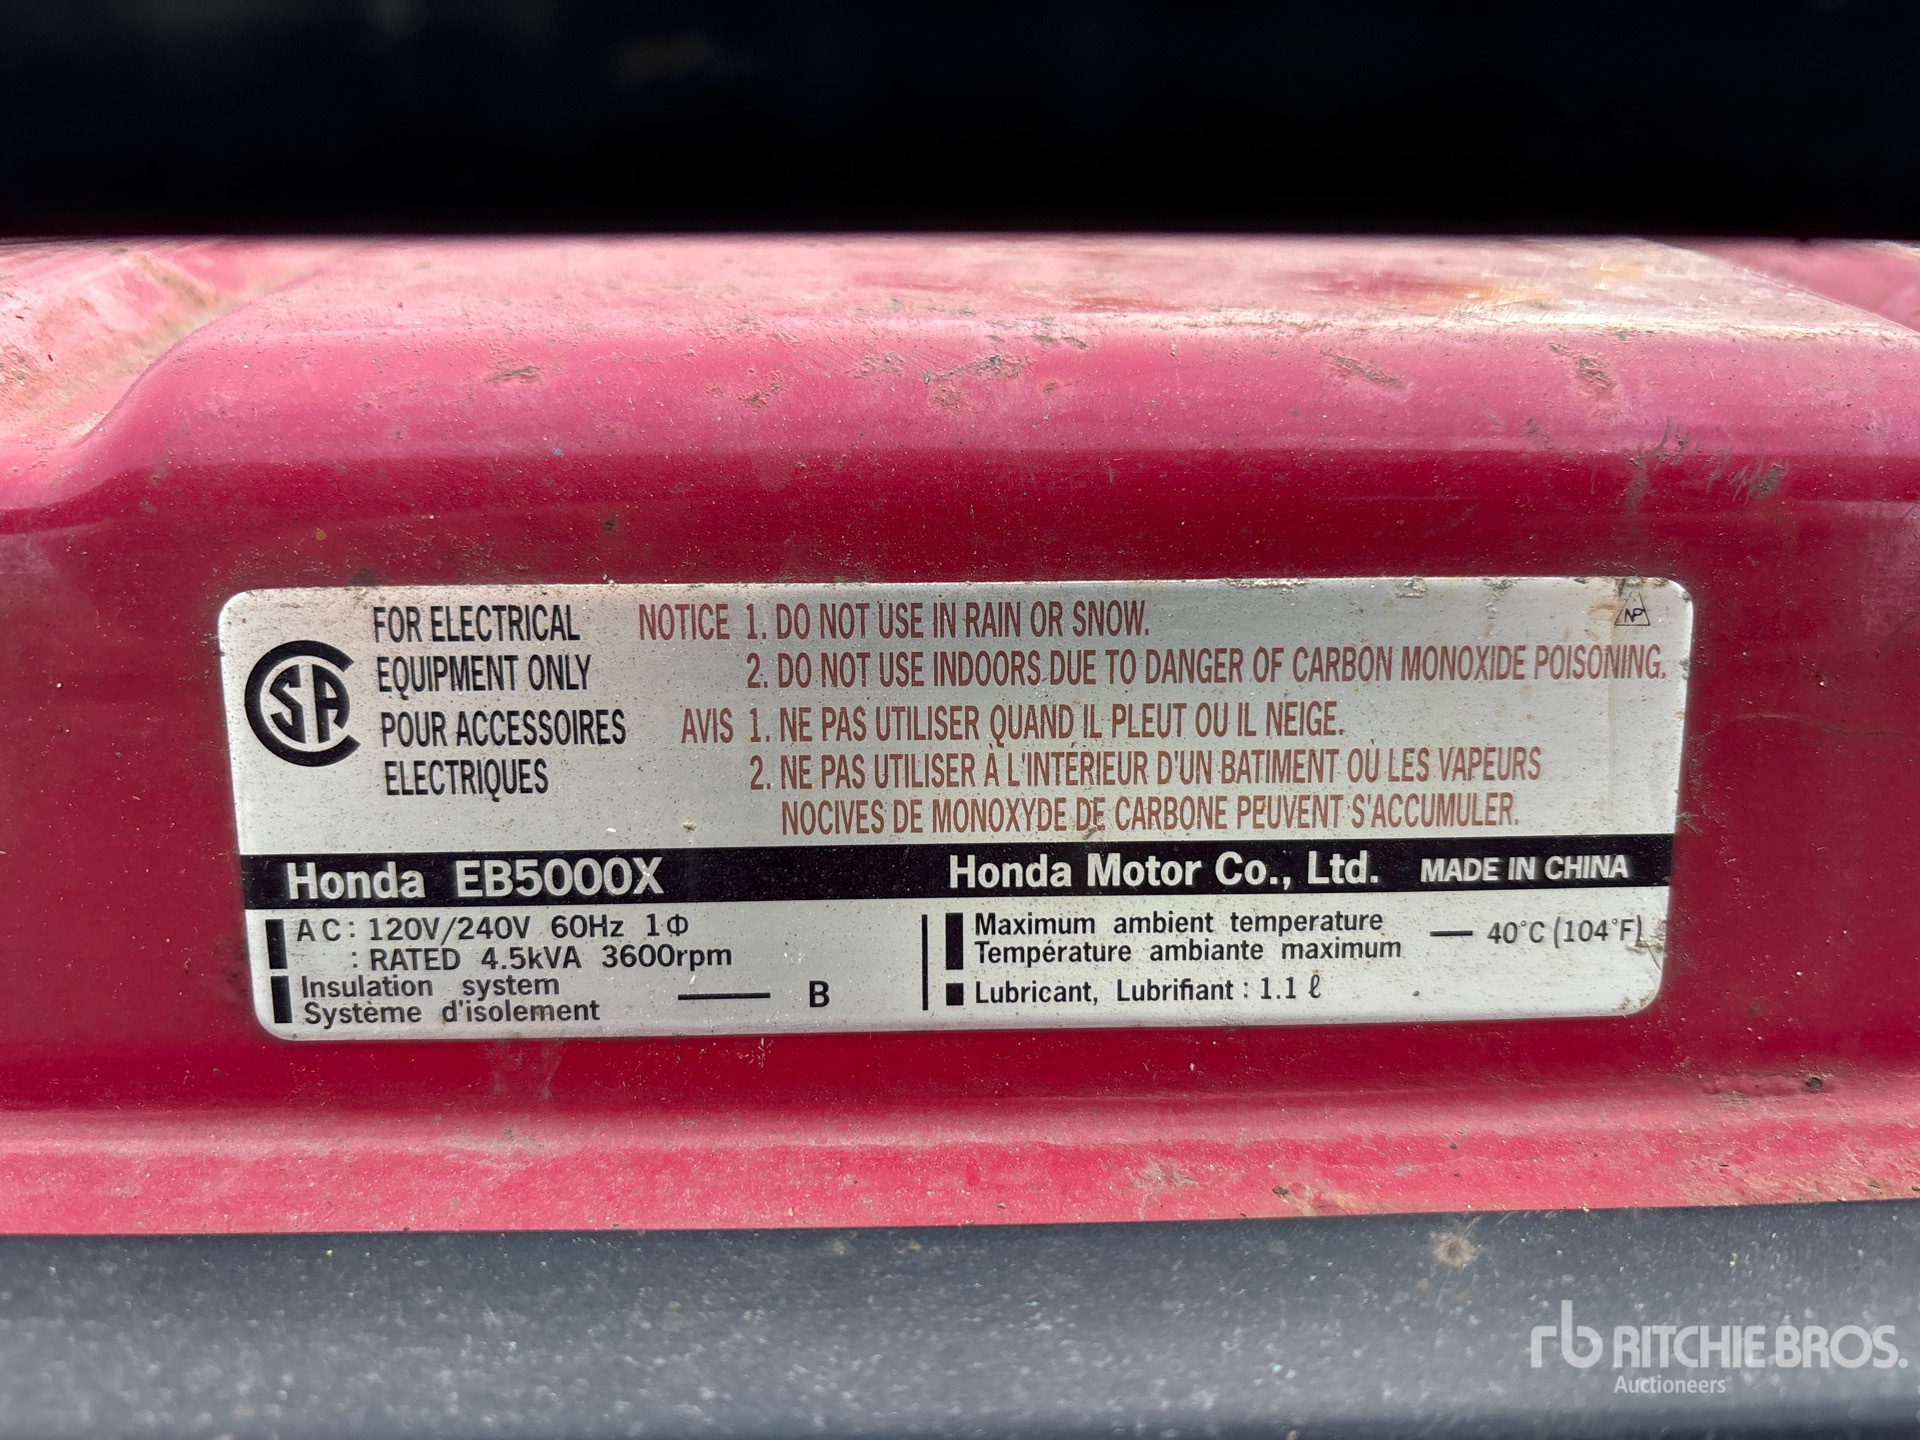 FOR ELECTRICAL
EQUIPMENT ONLY
POUR ACCESSOIRES
ELECTRIQUES
SA
NOTICE 1. DO NOT USE IN RAIN OR SNOW.
2. DO NOT USE INDOORS DUE TO DANGER OF CARBON MONOXIDE POISONING.
AVIS 1. NE PAS UTILISER QUAND IL PLEUT OU IL NEIGE.
2. NE PAS UTILISER À L'INTÉRIEUR D'UN BATIMENT OU LES VAPEURS
NOCIVES DE MONOXYDE DE CARBONE PEUVENT S'ACCUMULER.
NP
Honda EB5000X
Honda Motor Co., Ltd. MADE IN CHINA
AC: 120V/240V 60Hz 1Φ
: RATED 4.5kVA 3600rpm
Insulation system
Système d'isolement — B
Maximum ambient temperature
Température ambiante maximum — 40°C (104°F)
Lubricant, Lubrifiant : 1.1 ℓ
rb RITCHIE BROS.
Auctioneers